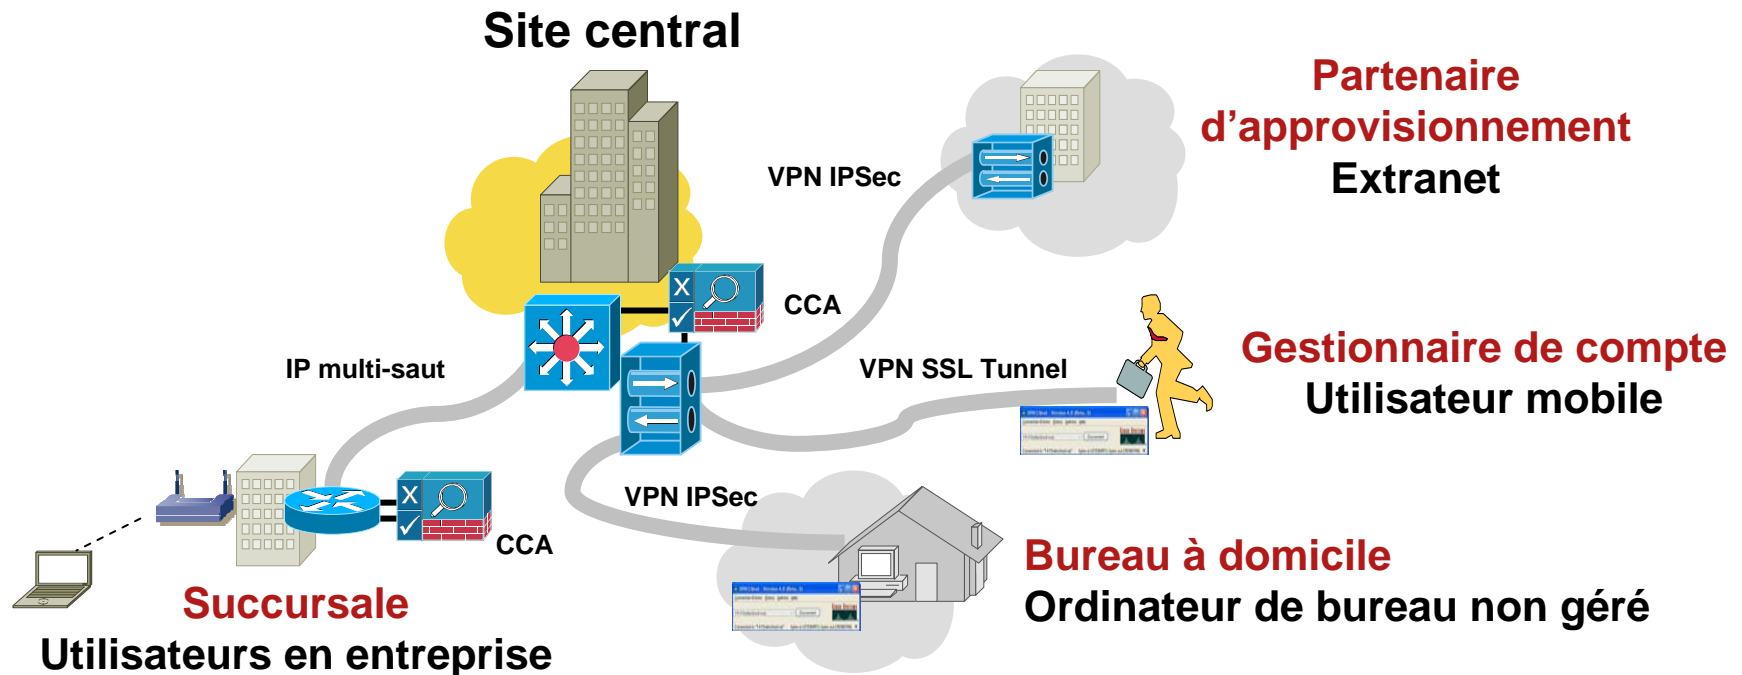 Site central
Partenaire
d’approvisionnement
Extranet
VPN IPSec
CCA
IP multi-saut
VPN SSL Tunnel
Gestionnaire de compte
Utilisateur mobile
VPN IPSec
CCA
Succursale
Utilisateurs en entreprise
Bureau à domicile
Ordinateur de bureau non géré